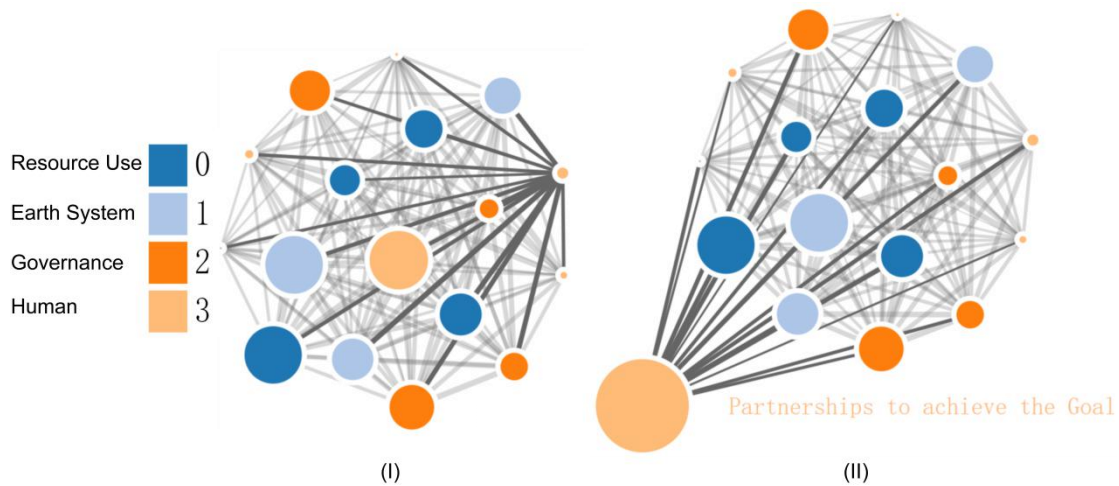 Resource Use 0
Earth System 1
Governance 2
Human 3
Partnerships to achieve the Goal
(I)
(II)